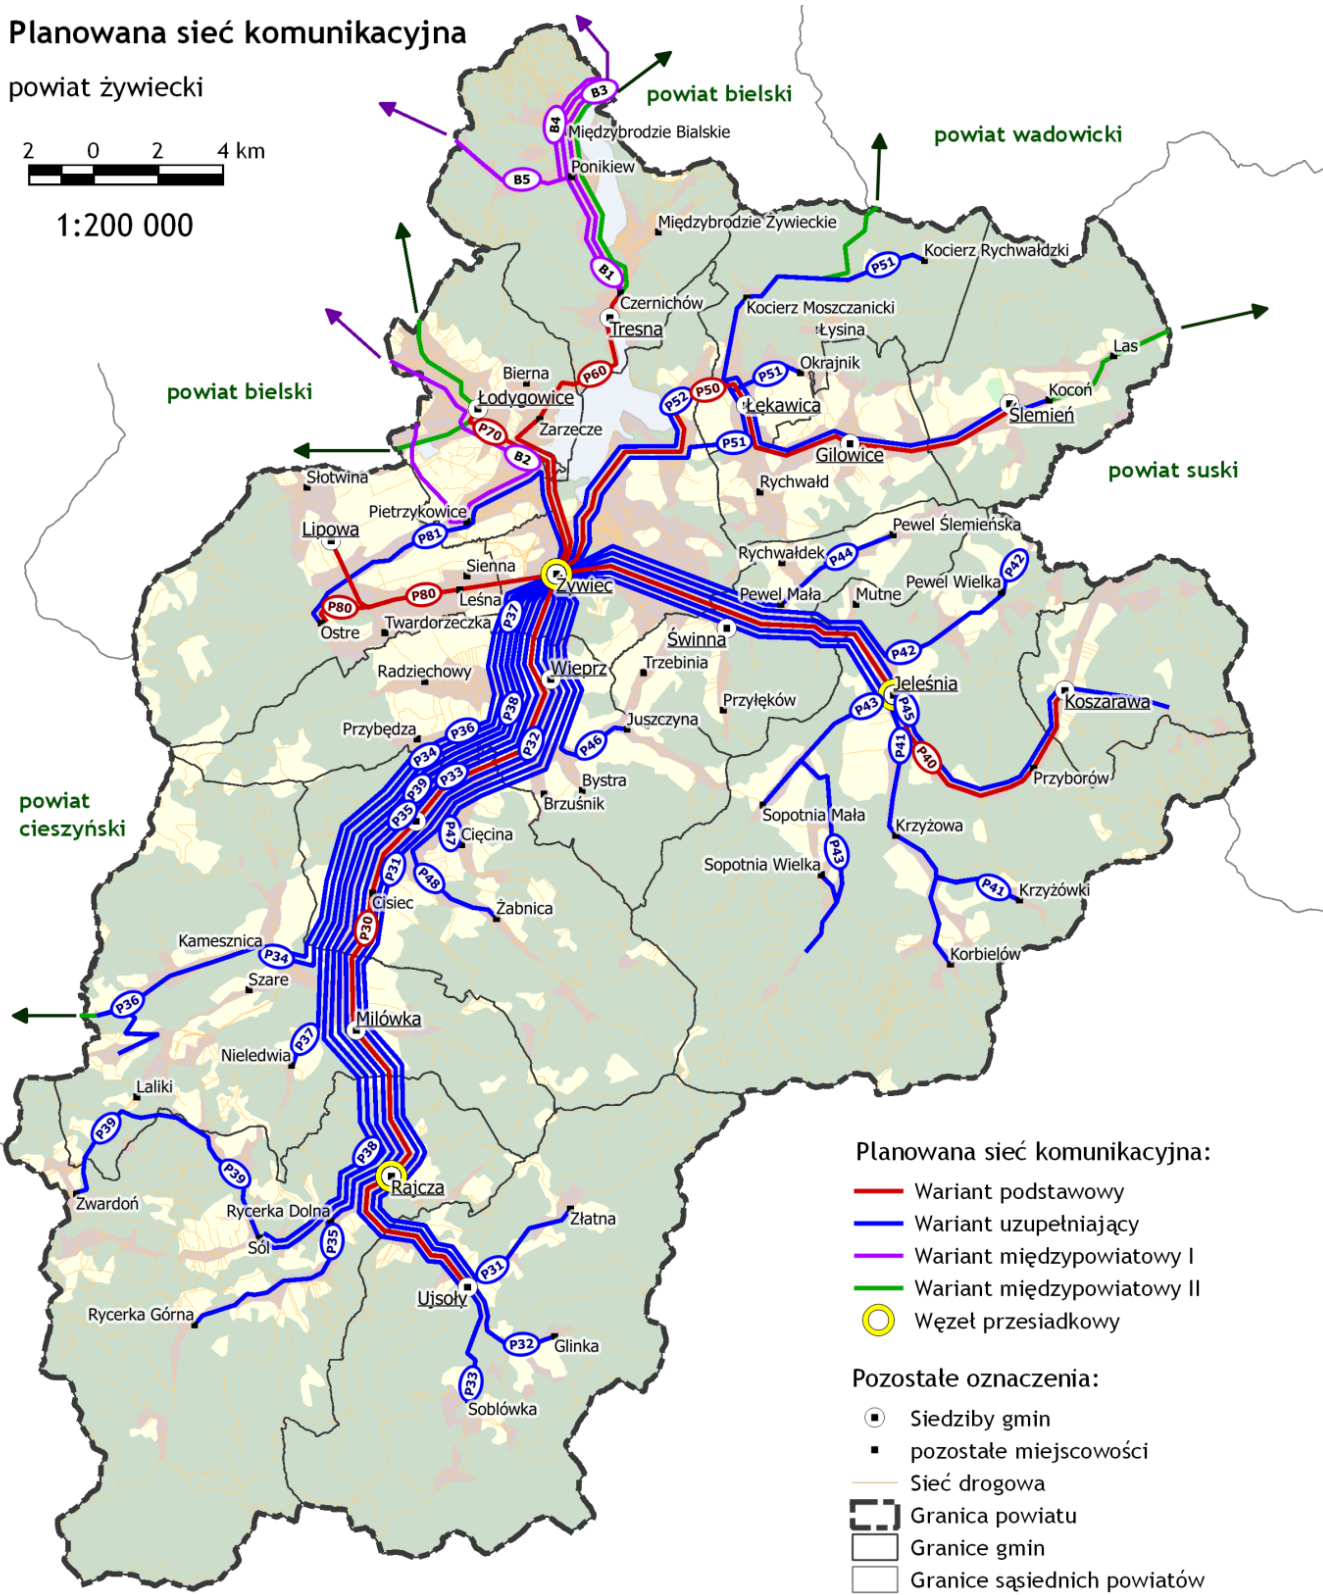 Planowana sieć komunikacyjna
powiat żywiecki
2 0 2 4 km
1:200 000
B3
powiat bielski
B4
Międzybrodzie Bialskie
powiat wadowicki
Ponikiew
B5
Międzybrodzie Żywieckie
Kocierz Rychwałdzki
P51
B1
Czernichów
Kocierz Moszczanicki
Tresna
Łysina
Las
Okrajnik
P60
P51
Bierna
powiat bielski
P50
Kocoń
Łodygowice
P52
Łękawica
Ślemień
Zarzecze
P70
P51
Gilowice
B2
powiat suski
Słotwina
Rychwałd
Pietrzykowice
Lipowa
P81
Pewel Ślemieńska
Rychwałdek
P44
P42
Sienna
Żywiec
Pewel Wielka
P80
P80
Leśna
Pewel Mała
Mutne
P37
Twardorzeczka
Ostre
Świnna
P42
Trzebinia
Wieprz
Radziechowy
Jeleśnia
Koszarawa
Przyłęków
P43
P45
P38
Juszczyna
Przybędza
P36
P32
P46
P41
P34
P40
P33
Przyborów
Bystra
P39
Brzuśnik
powiat
cieszyński
P35
Sopotnia Mała
P47
Cięcina
Krzyżowa
P43
P31
Sopotnia Wielka
P48
P41
Krzyżówki
Cisiec
Żabnica
P30
Kamesznica
P34
Korbielów
Szare
P36
Milówka
P37
Nieledwia
Laliki
P39
Planowana sieć komunikacyjna:
P38
P39
Rajcza
Wariant podstawowy
Zwardoń
Rycerka Dolna
Złatna
Wariant uzupełniający
Sól
P35
Wariant międzypowiatowy I
P31
Ujsoły
Wariant międzypowiatowy II
Rycerka Górna
Węzeł przesiadkowy
P32
Glinka
P33
Pozostałe oznaczenia:
Soblówka
Siedziby gmin
pozostałe miejscowości
Sieć drogowa
Granica powiatu
Granice gmin
Granice sąsiednich powiatów